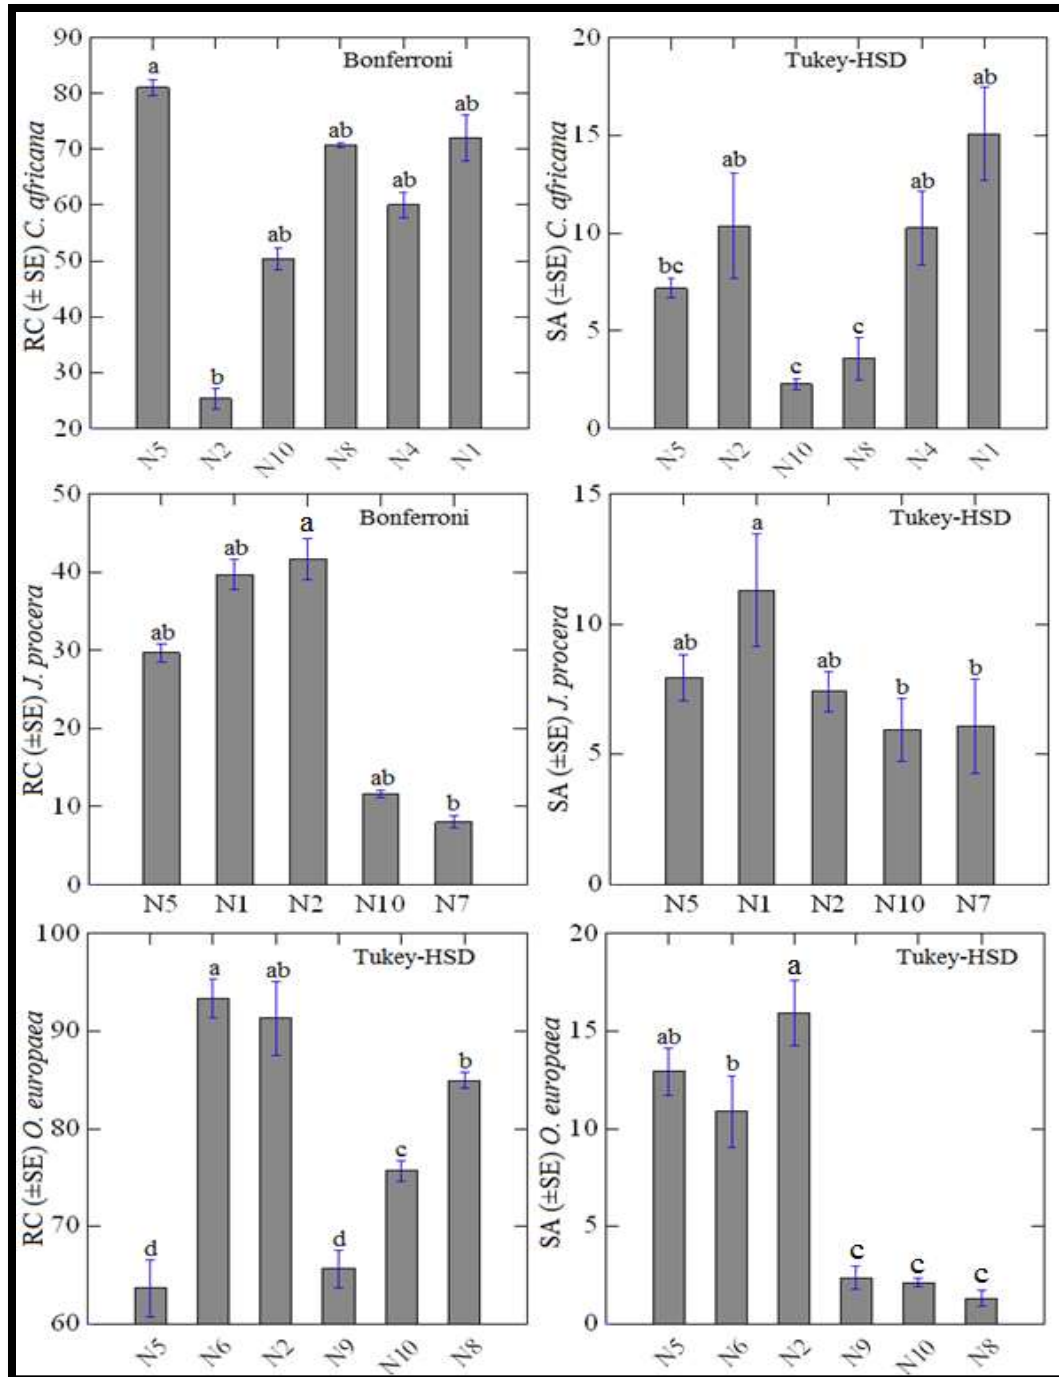 90
80
70
60
50
40
30
20
RC (± SE) C. africana
Bonferroni
a
b
ab
ab
ab
ab
N5 N2 N10 N8 N4 N1
20
15
10
5
0
SA (±SE) C. africana
Tukey-HSD
bc
ab
c
c
ab
ab
N5 N2 N10 N8 N4 N1
50
40
30
20
10
0
RC (±SE) J. procera
Bonferroni
ab
ab
a
ab
b
N5 N1 N2 N10 N7
15
10
5
0
SA (±SE) J. procera
Tukey-HSD
ab
a
ab
b
b
N5 N1 N2 N10 N7
100
90
80
70
60
RC (±SE) O. europaea
Tukey-HSD
d
a
ab
d
c
b
N5 N6 N2 N9 N10 N8
20
15
10
5
0
SA (±SE) O. europaea
Tukey-HSD
ab
b
a
c
c
c
N5 N6 N2 N9 N10 N8